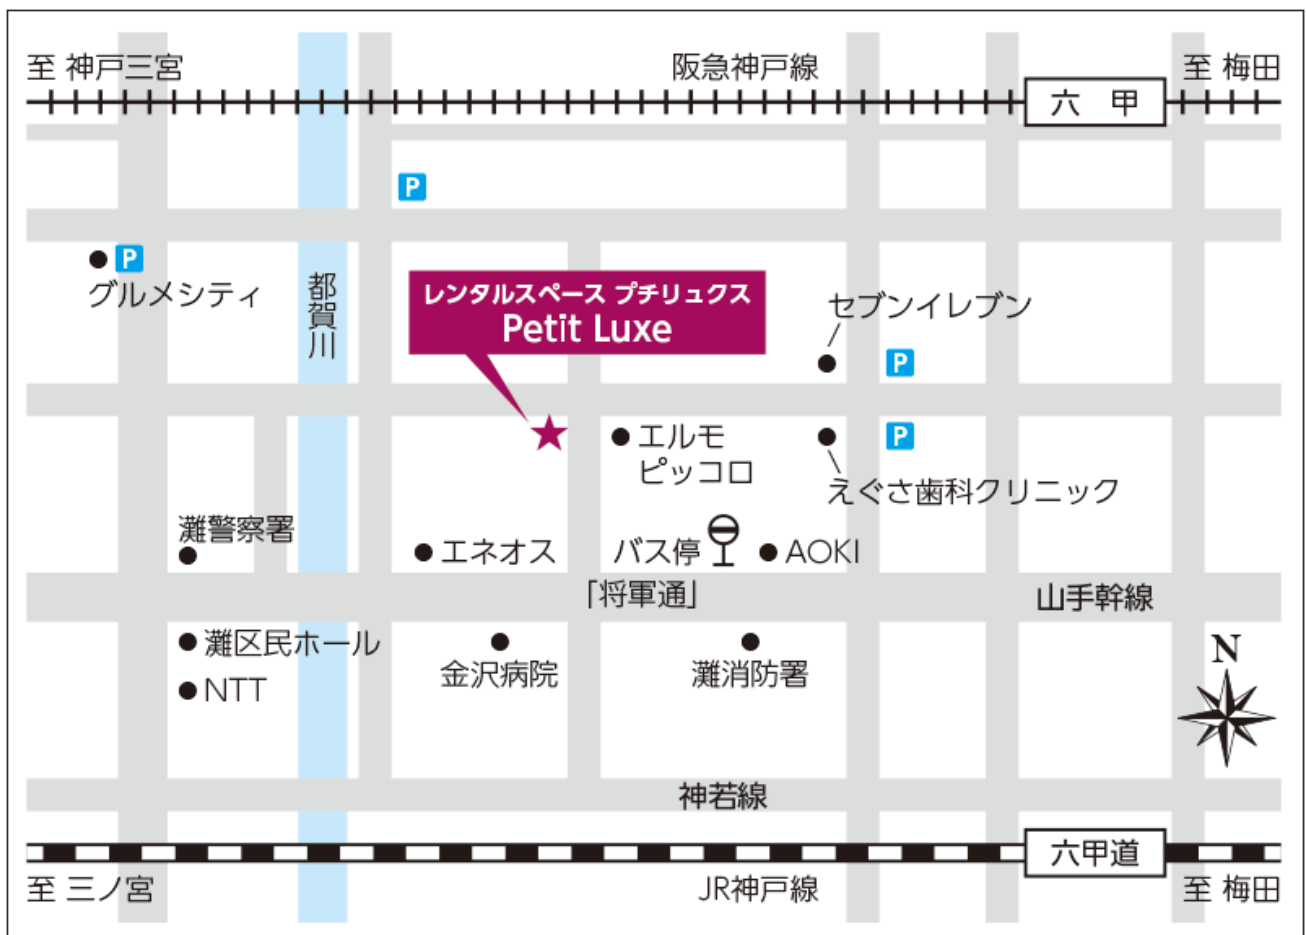 至 神戸三宮
阪急神戸線
至 梅田
六 甲
P
P
グルメシティ
都賀川
レンタルスペース プチリュクス
Petit Luxe
セブンイレブン
P
エルモ
ピッコロ
P
えぐさ歯科クリニック
灘警察署
エネオス
バス停
AOKI
「将軍通」
山手幹線
灘区民ホール
金沢病院
灘消防署
N
NTT
神若線
六甲道
至 三ノ宮
JR神戸線
至 梅田